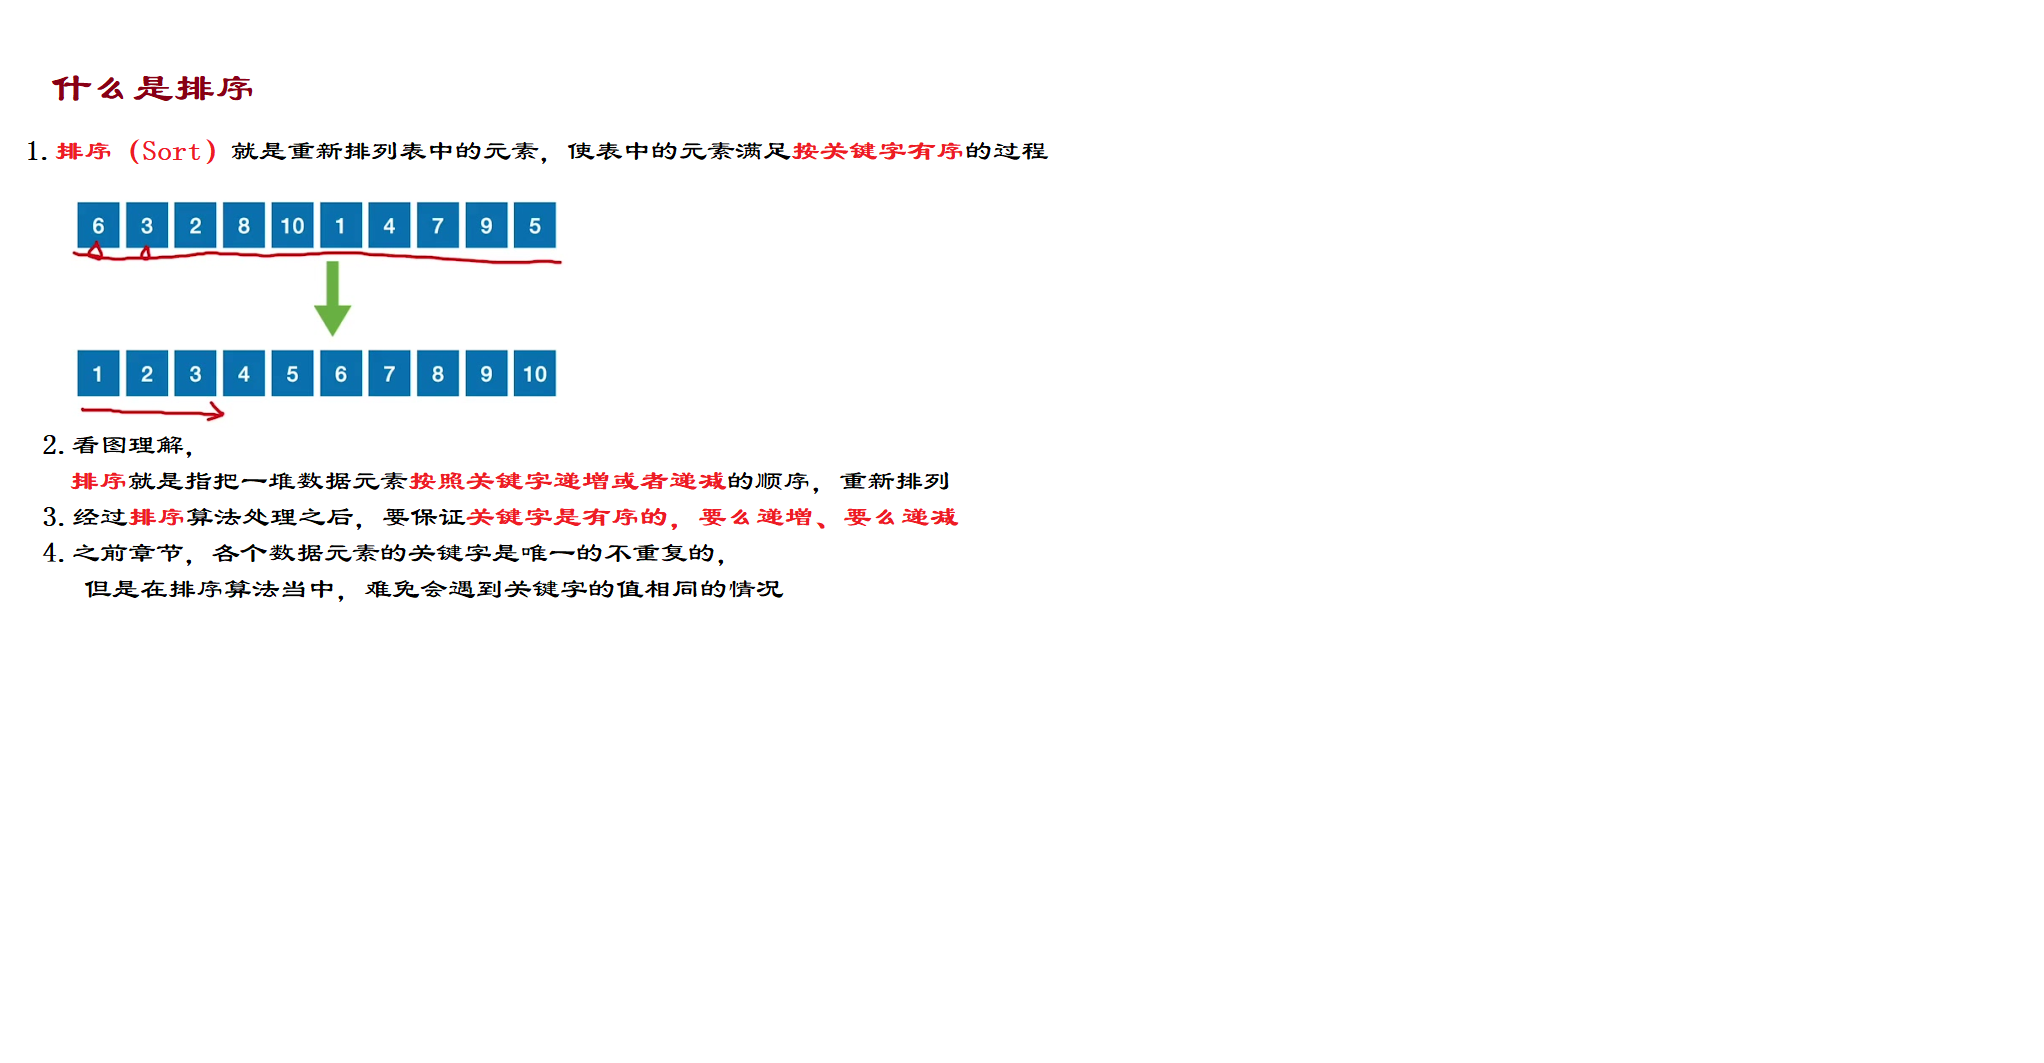 什么是排序
1. 排序（Sort）就是重新排列表中的元素，使表中的元素满足按关键字有序的过程
6 3 2 8 10 1 4 7 9 5
1 2 3 4 5 6 7 8 9 10
2. 看图理解，
排序就是指把一堆数据元素按照关键字递增或者递减的顺序，重新排列
3. 经过排序算法处理之后，要保证关键字是有序的，要么递增、要么递减
4. 之前章节，各个数据元素的关键字是唯一的不重复的，
但是在排序算法当中，难免会遇到关键字的值相同的情况